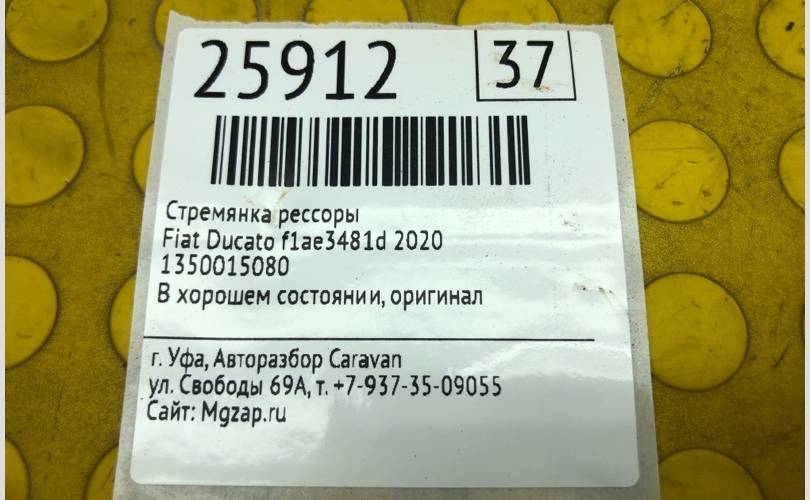 25912
37
Стремянка рессоры
Fiat Ducato f1ae3481d 2020
1350015080
В хорошем состоянии, оригинал
г. Уфа, Авторазбор Caravan
ул. Свободы 69А, т. +7-937-35-09055
Сайт: Mgzap.ru